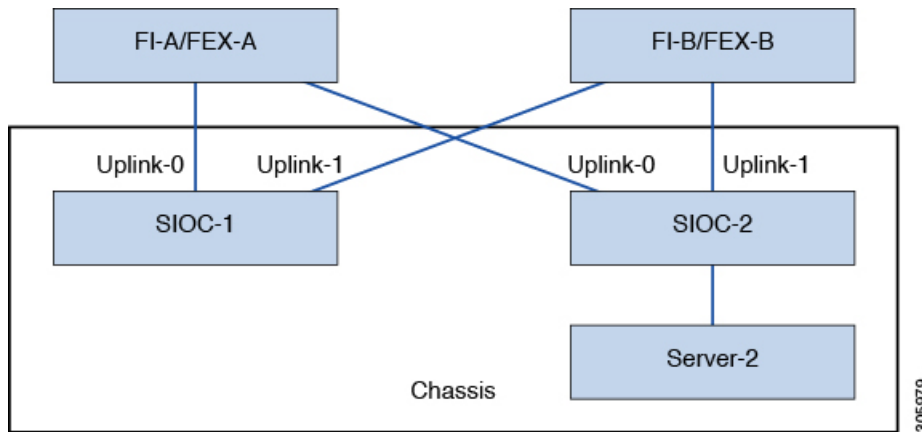 FI-A/FEX-A
FI-B/FEX-B
Uplink-0
Uplink-1
Uplink-0
Uplink-1
SIOC-1
SIOC-2
Server-2
Chassis